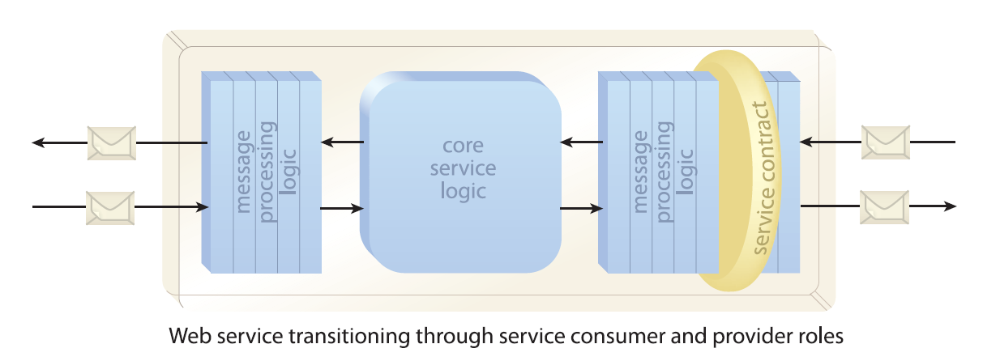 message
processing
logic
core
service
logic
message
processing
logic
service contract
Web service transitioning through service consumer and provider roles